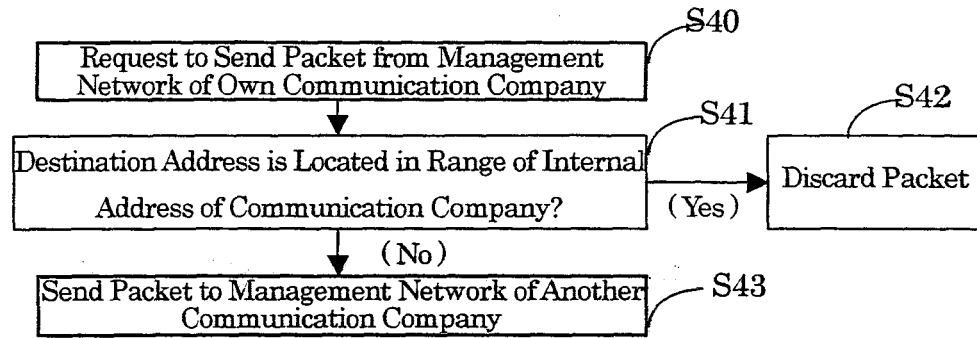 S40
Request to Send Packet from Management
Network of Own Communication Company
S41
Destination Address is Located in Range of Internal
Address of Communication Company?
(Yes)
S42
Discard Packet
(No)
S43
Send Packet to Management Network of Another
Communication Company